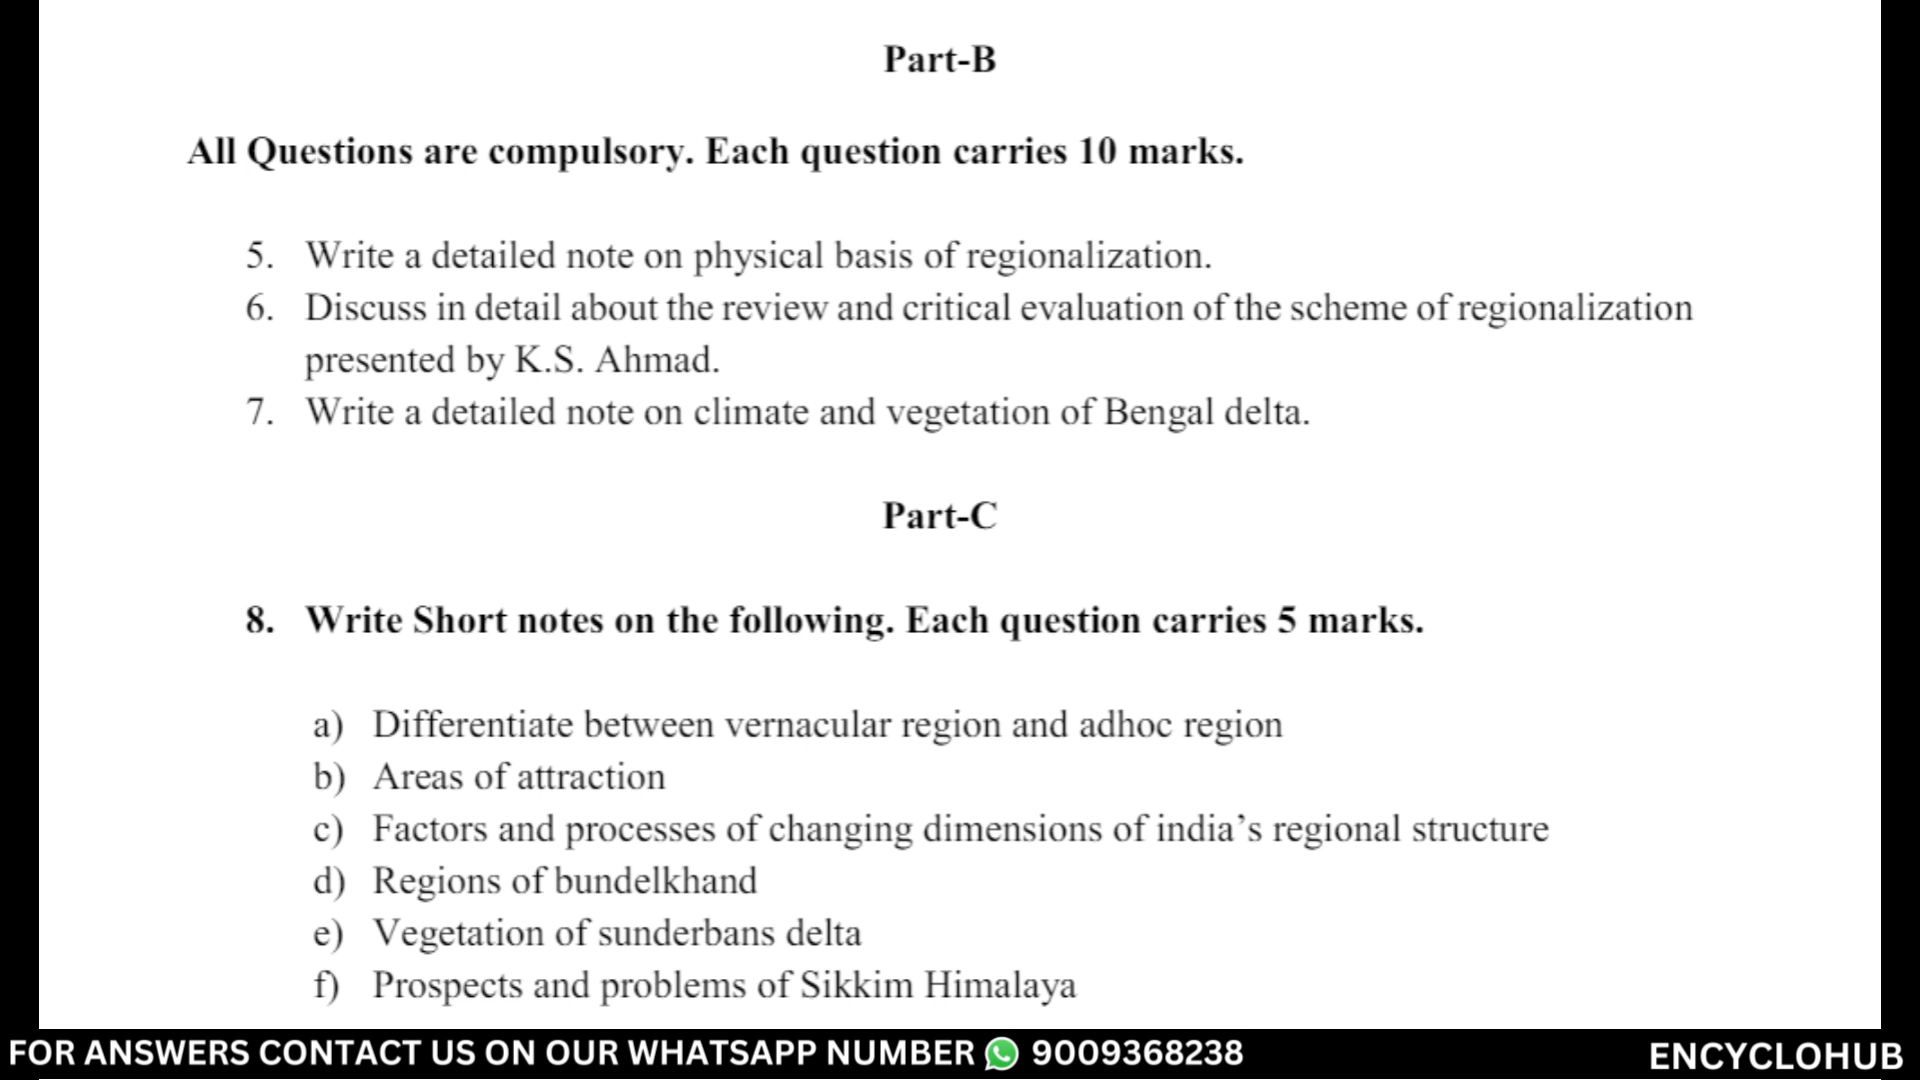 Part-B
All Questions are compulsory. Each question carries 10 marks.
5. Write a detailed note on physical basis of regionalization.
6. Discuss in detail about the review and critical evaluation of the scheme of regionalization
presented by K.S. Ahmad.
7. Write a detailed note on climate and vegetation of Bengal delta.
Part-C
8. Write Short notes on the following. Each question carries 5 marks.
a) Differentiate between vernacular region and adhoc region
b) Areas of attraction
c) Factors and processes of changing dimensions of india’s regional structure
d) Regions of bundelkhand
e) Vegetation of sunderbans delta
f) Prospects and problems of Sikkim Himalaya
FOR ANSWERS CONTACT US ON OUR WHATSAPP NUMBER 9009368238
ENCYCLOHUB